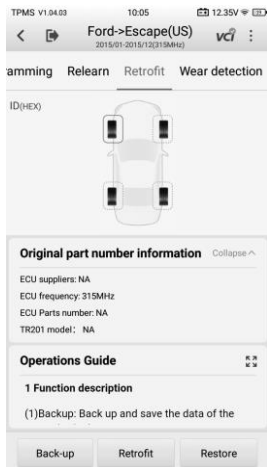 TPMS V1.04.03 10:05 12.35V
Ford->Escape(US) vci
2015/01-2015/12(315MHz)
amming Relearn Retrofit Wear detection
ID(HEX)
Original part number information Collapse
ECU suppliers: NA
ECU frequency: 315MHz
ECU Parts number: NA
TR201 model: NA
Operations Guide
1 Function description
(1)Backup: Back up and save the data of the
Back-up Retrofit Restore